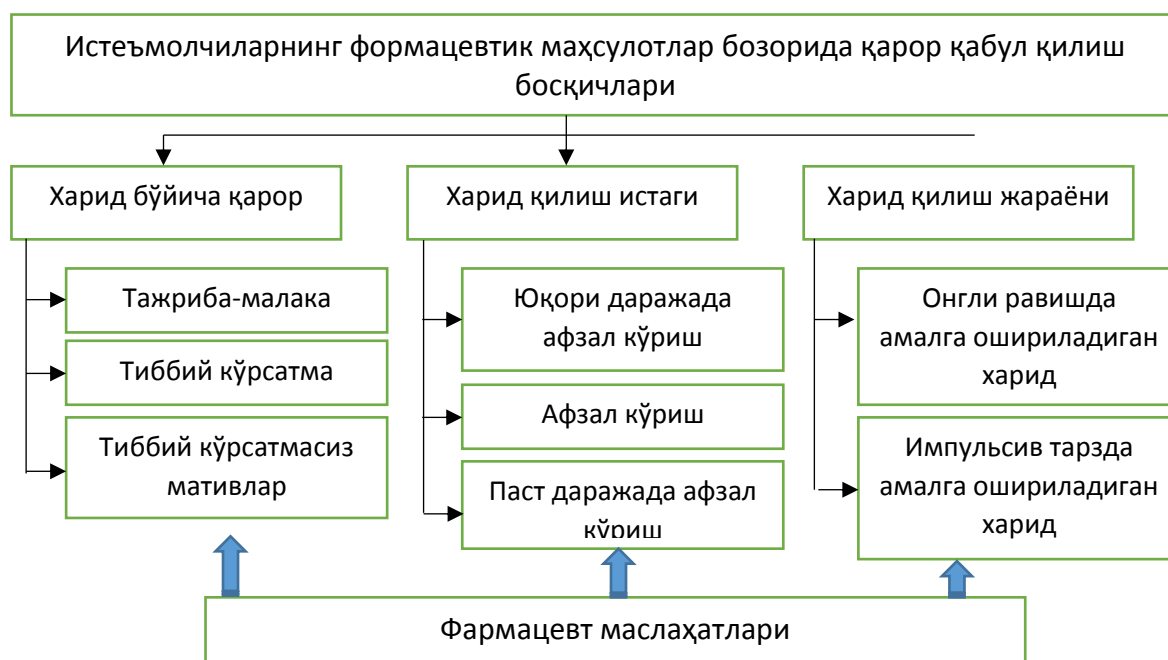 Истеъмолчиларнинг формацевтик маҳсулотлар бозорида қарор қабул қилиш
босқичлари
Харид бўйича қарор
Тажриба-малака
Тиббий кўрсатма
Тиббий кўрсатмасиз
мативлар
Харид қилиш истаги
Юқори даражада
афзал кўриш
Афзал кўриш
Паст даражада афзал
кўриш
Харид қилиш жараёни
Онгли равишда
амалга ошириладиган
харид
Импульсив тарзда
амалга ошириладиган
харид
Фармацевт маслаҳатлари